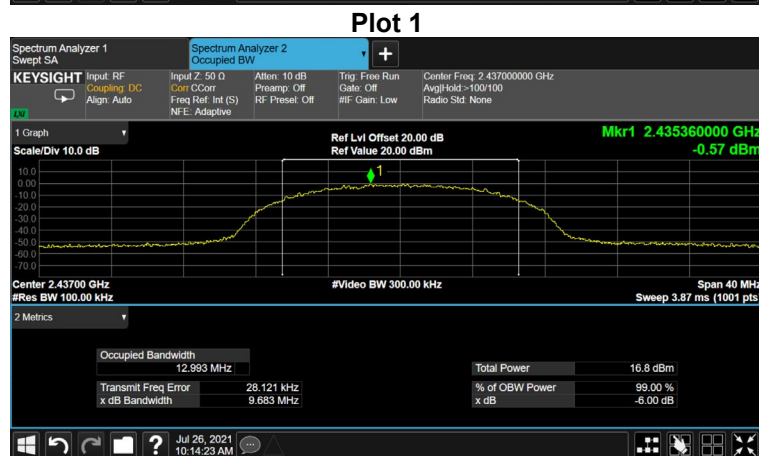 Plot 1
Spectrum Analyzer 1
Swept SA
Spectrum Analyzer 2
Occupied BW
KEYSIGHT
Input: RF
Coupling: DC
Align: Auto
Input Z: 50 Ω
Corr CCorr
Freq Ref: Int (S)
NFE: Adaptive
Atten: 10 dB
Preamp: Off
RF Presel: Off
Trig: Free Run
Gate: Off
#IF Gain: Low
Center Freq: 2.437000000 GHz
Avg|Hold:>100/100
Radio Std: None
LXI
1 Graph
Scale/Div 10.0 dB
Ref Lvl Offset 20.00 dB
Ref Value 20.00 dBm
Mkr1 2.435360000 GHz
-0.57 dBm
1
10.0
0.00
-10.0
-20.0
-30.0
-40.0
-50.0
-60.0
-70.0
Center 2.43700 GHz
#Res BW 100.00 kHz
#Video BW 300.00 kHz
Span 40 MHz
Sweep 3.87 ms (1001 pts
2 Metrics
Occupied Bandwidth
12.993 MHz
Transmit Freq Error 28.121 kHz
x dB Bandwidth 9.683 MHz
Total Power 16.8 dBm
% of OBW Power 99.00 %
x dB -6.00 dB
?
Jul 26, 2021
10:14:23 AM